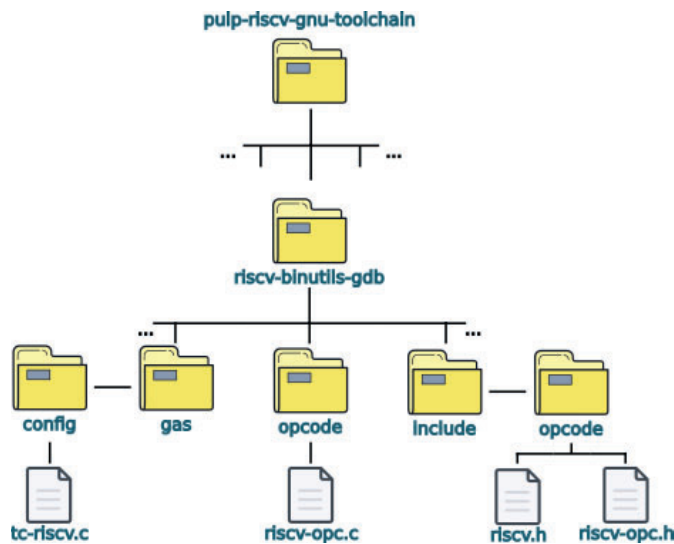 pulp-riscv-gnu-toolchain
... ...
riscv-binutils-gdb
... ...
config gas opcode include opcode
tc-riscv.c riscv-opc.c riscv.h riscv-opc.h